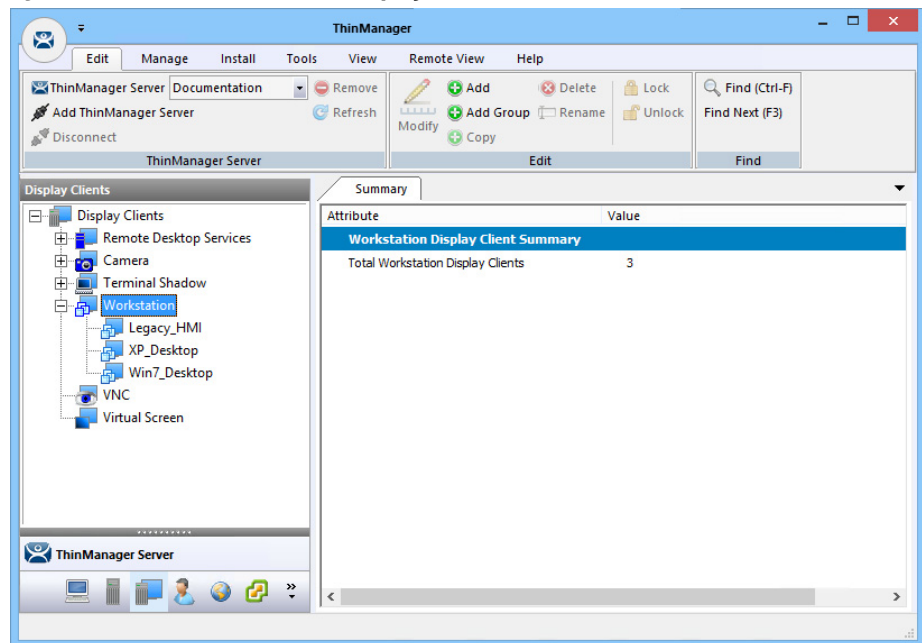 ThinManager
Edit Manage Install Tools View Remote View Help
ThinManager Server Documentation
Add ThinManager Server
Disconnect
ThinManager Server
Remove
Refresh
Modify
Add
Add Group
Copy
Delete
Rename
Edit
Lock
Unlock
Find (Ctrl-F)
Find Next (F3)
Find
Display Clients
Display Clients
Remote Desktop Services
Camera
Terminal Shadow
Workstation
Legacy_HMI
XP_Desktop
Win7_Desktop
VNC
Virtual Screen
ThinManager Server
Summary
Attribute Value
Workstation Display Client Summary
Total Workstation Display Clients 3